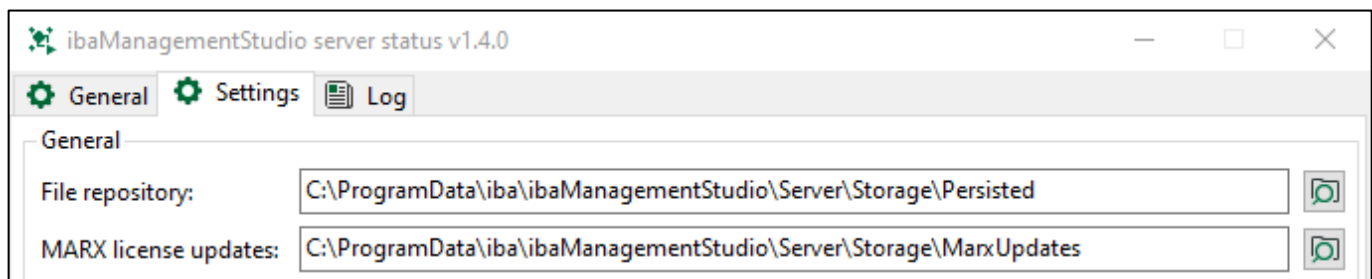 ibaManagementStudio server status v1.4.0
General Settings Log
General
File repository: C:\ProgramData\iba\ibaManagementStudio\Server\Storage\Persisted
MARX license updates: C:\ProgramData\iba\ibaManagementStudio\Server\Storage\MarxUpdates